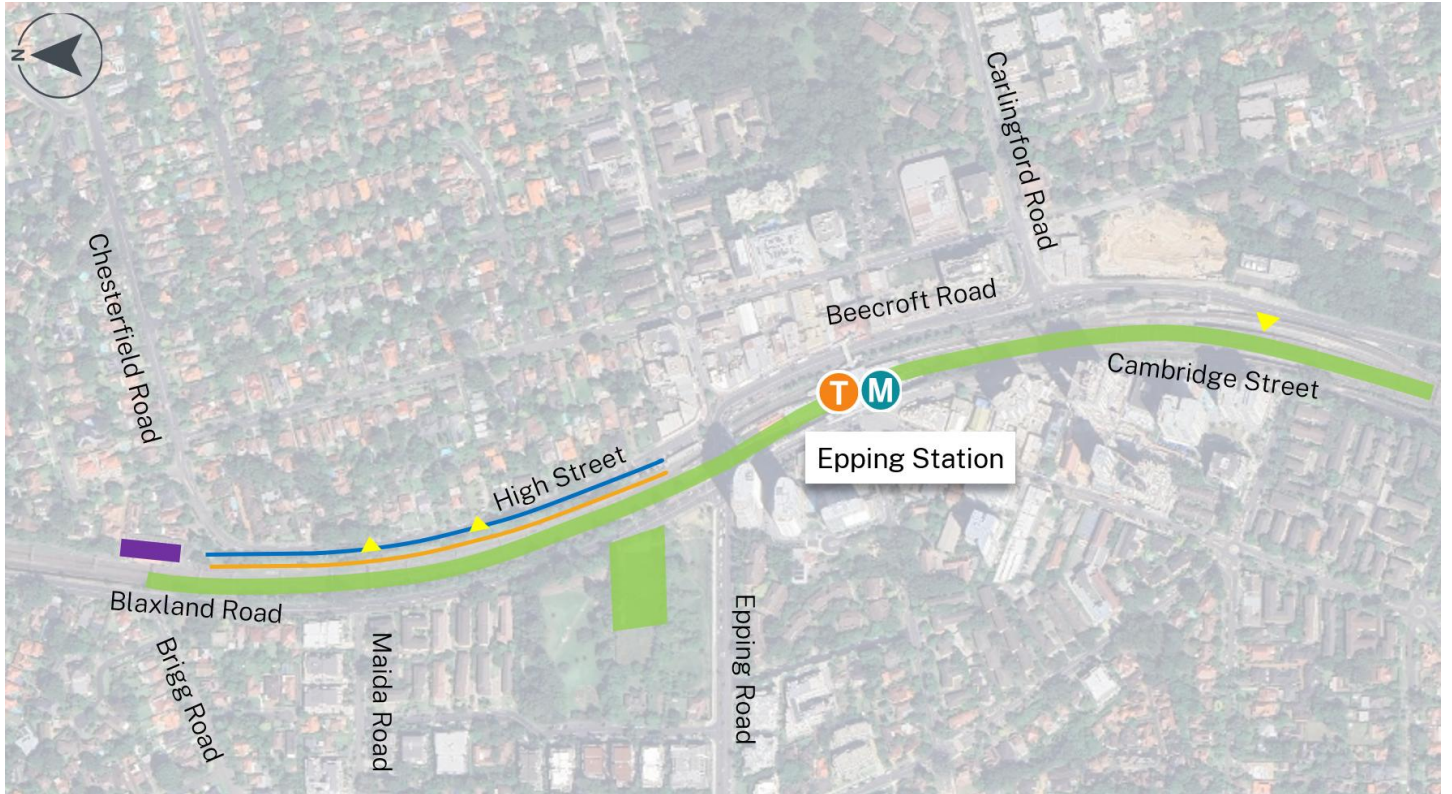 N
Carlingford Road
Chesterfield Road
Beecroft Road
Cambridge Street
T M
Epping Station
High Street
Blaxland Road
Brigg Road
Maida Road
Epping Road